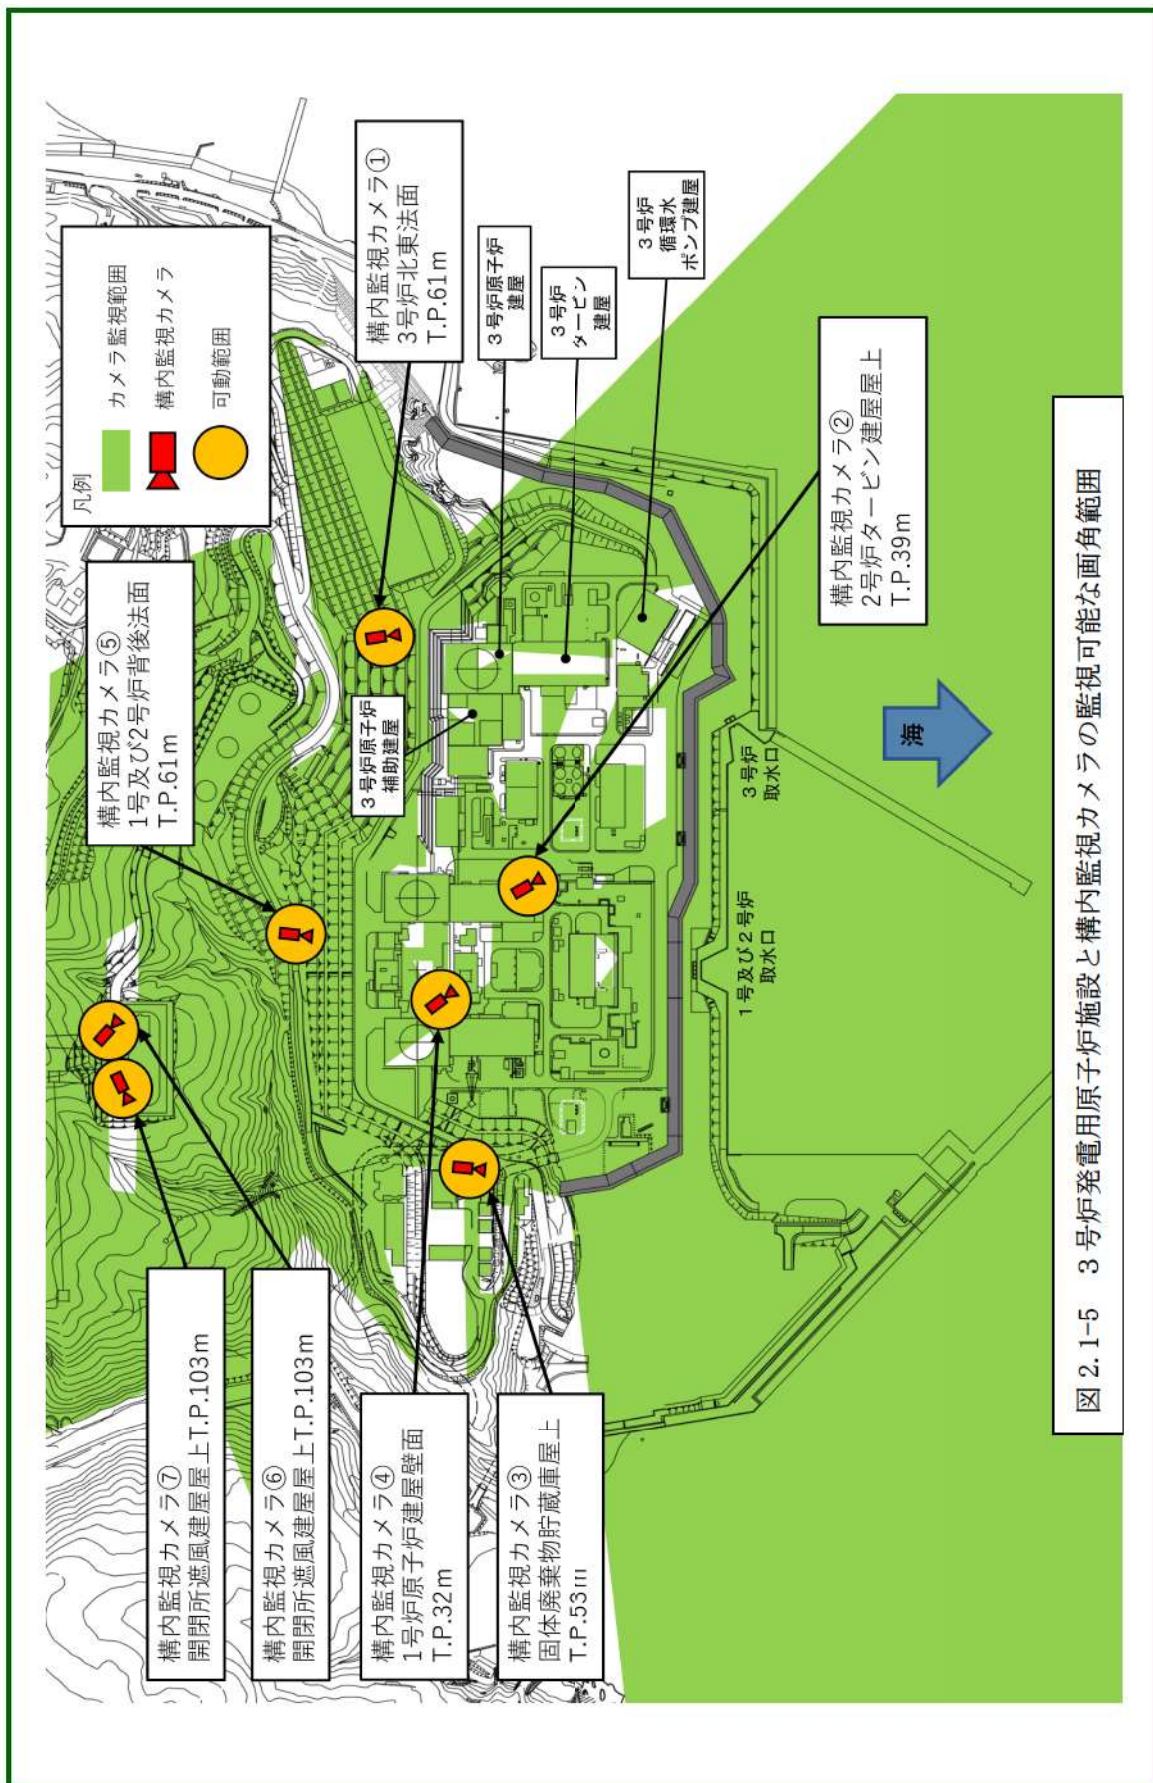 構内監視カメラ⑦
開閉所遮風建屋屋上T.P.103m
構内監視カメラ⑥
開閉所遮風建屋屋上T.P.103m
構内監視カメラ④
1号炉原子炉建屋壁面
T.P.32m
構内監視カメラ③
固体廃棄物貯蔵庫屋上
T.P.53m
構内監視カメラ⑤
1号及び2号炉背後法面
T.P.61m
凡例
カメラ監視範囲
構内監視カメラ
可動範囲
構内監視カメラ①
3号炉北東法面
T.P.61m
3号炉原子炉
補助建屋
3号炉原子炉
建屋
3号炉
タービン
建屋
3号炉
循環水
ポンプ建屋
構内監視カメラ②
2号炉タービン建屋屋上
T.P.39m
1号及び2号炉
取水口
3号炉
取水口
海
図 2.1-5 3号炉発電用原子炉施設と構内監視カメラの監視可能な画角範囲